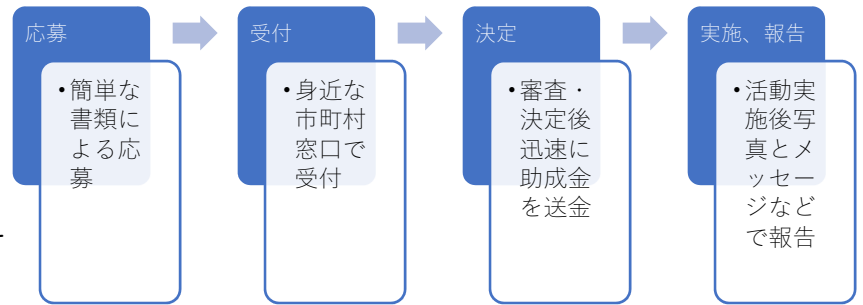 応募
•簡単な
書類に
よる応
募
受付
•身近な
市町村
窓口で
受付
決定
•審査・
決定後
迅速に
助成金
を送金
実施、報告
•活動実
施後写
真とメ
ッセー
ジなど
で報告